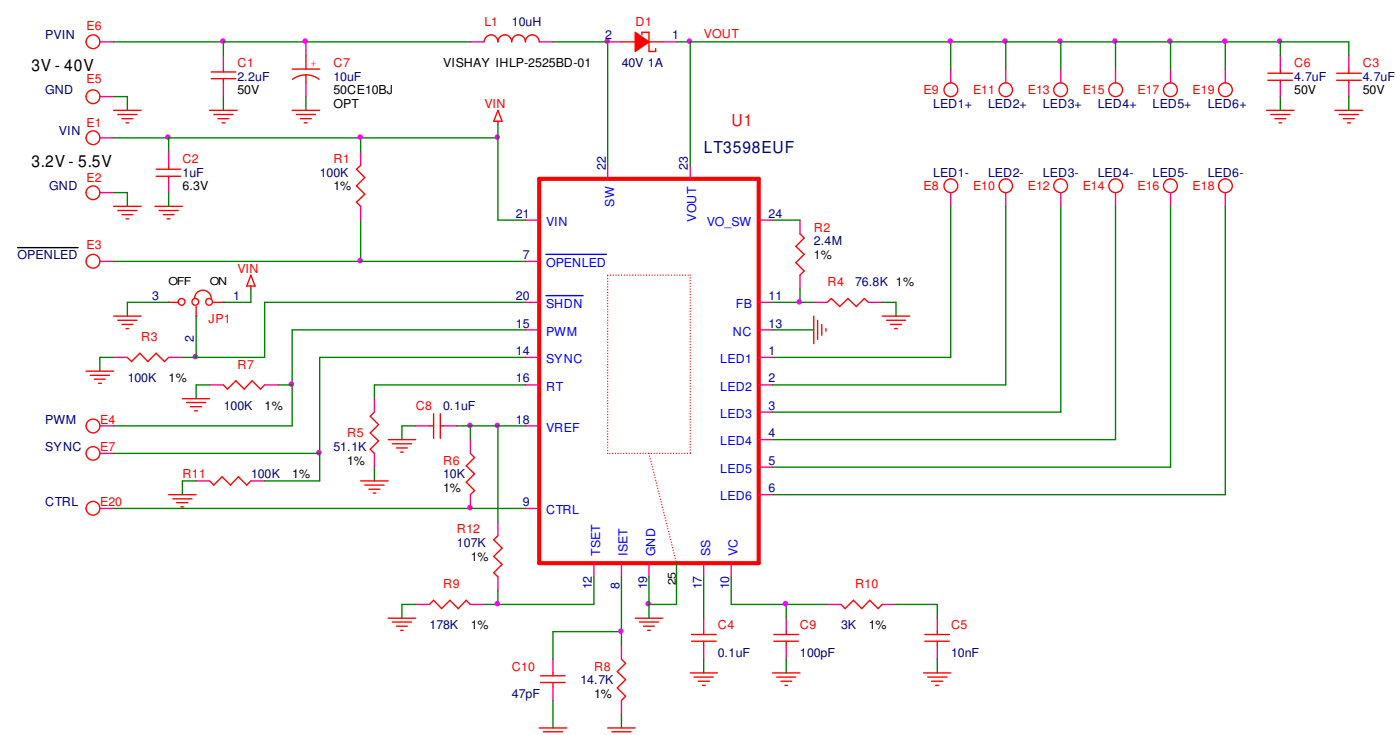 PVIN E6
3V - 40V
E5
GND
E1
VIN
3.2V - 5.5V
E2
GND
E3
OPENLED
C1
2.2uF
50V
C7
10uF
50CE10BJ
OPT
+
L1 10uH
VISHAY IHLP-2525BD-01
2 D1 1 VOUT
40V 1A
VIN
C2
1uF
6.3V
R1
100K
1%
E9 E11 E13 E15 E17 E19
LED1+ LED2+ LED3+ LED4+ LED5+ LED6+
C6
4.7uF
50V
C3
4.7uF
50V
U1
LT3598EUF
22 23
SW VOUT
LED1- LED2- LED3- LED4- LED5- LED6-
E8 E10 E12 E14 E16 E18
21 VIN
7 OPENLED
20 SHDN
15 PWM
14 SYNC
16 RT
18 VREF
9 CTRL
VO_SW 24
FB 11
NC 13
LED1 1
LED2 2
LED3 3
LED4 4
LED5 5
LED6 6
R2
2.4M
1%
R4 76.8K 1%
OFF ON VIN
3 1
JP1
2
R3
100K 1%
R7
100K 1%
PWM E4
SYNC E7
R11 100K 1%
CTRL E20
R5
51.1K
1%
C8 0.1uF
R6
10K
1%
R12
107K
1%
R9
178K 1%
TSET ISET GND SS VC
12 8 19 25 17 10
C10
47pF
R8
14.7K
1%
C4
0.1uF
C9
100pF
R10
3K 1%
C5
10nF